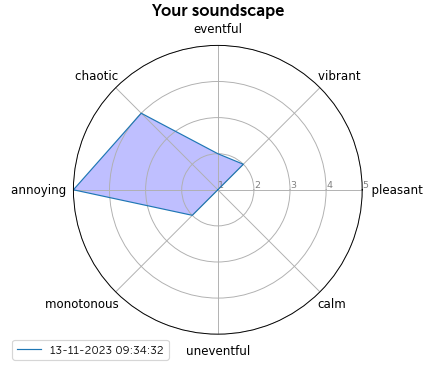 Your soundscape
eventful
chaotic
vibrant
annoying
1
2
3
4
5
pleasant
monotonous
calm
13-11-2023 09:34:32
uneventful